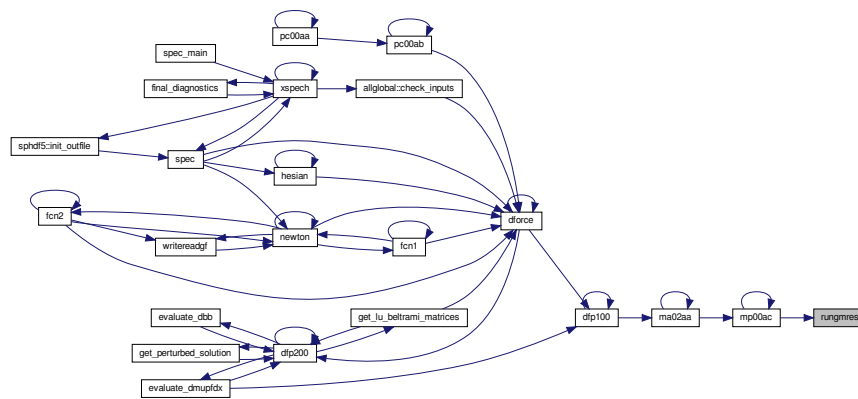 pc00aa
pc00ab
spec_main
final_diagnostics
xspech
allglobal::check_inputs
sphdf5::init_outfile
spec
hesian
fcn2
dforce
newton
fcn1
writereadgf
evaluate_dbb
get_lu_beltrami_matrices
dfp100
ma02aa
mp00ac
rungmres
get_perturbed_solution
dfp200
evaluate_dmupfdx